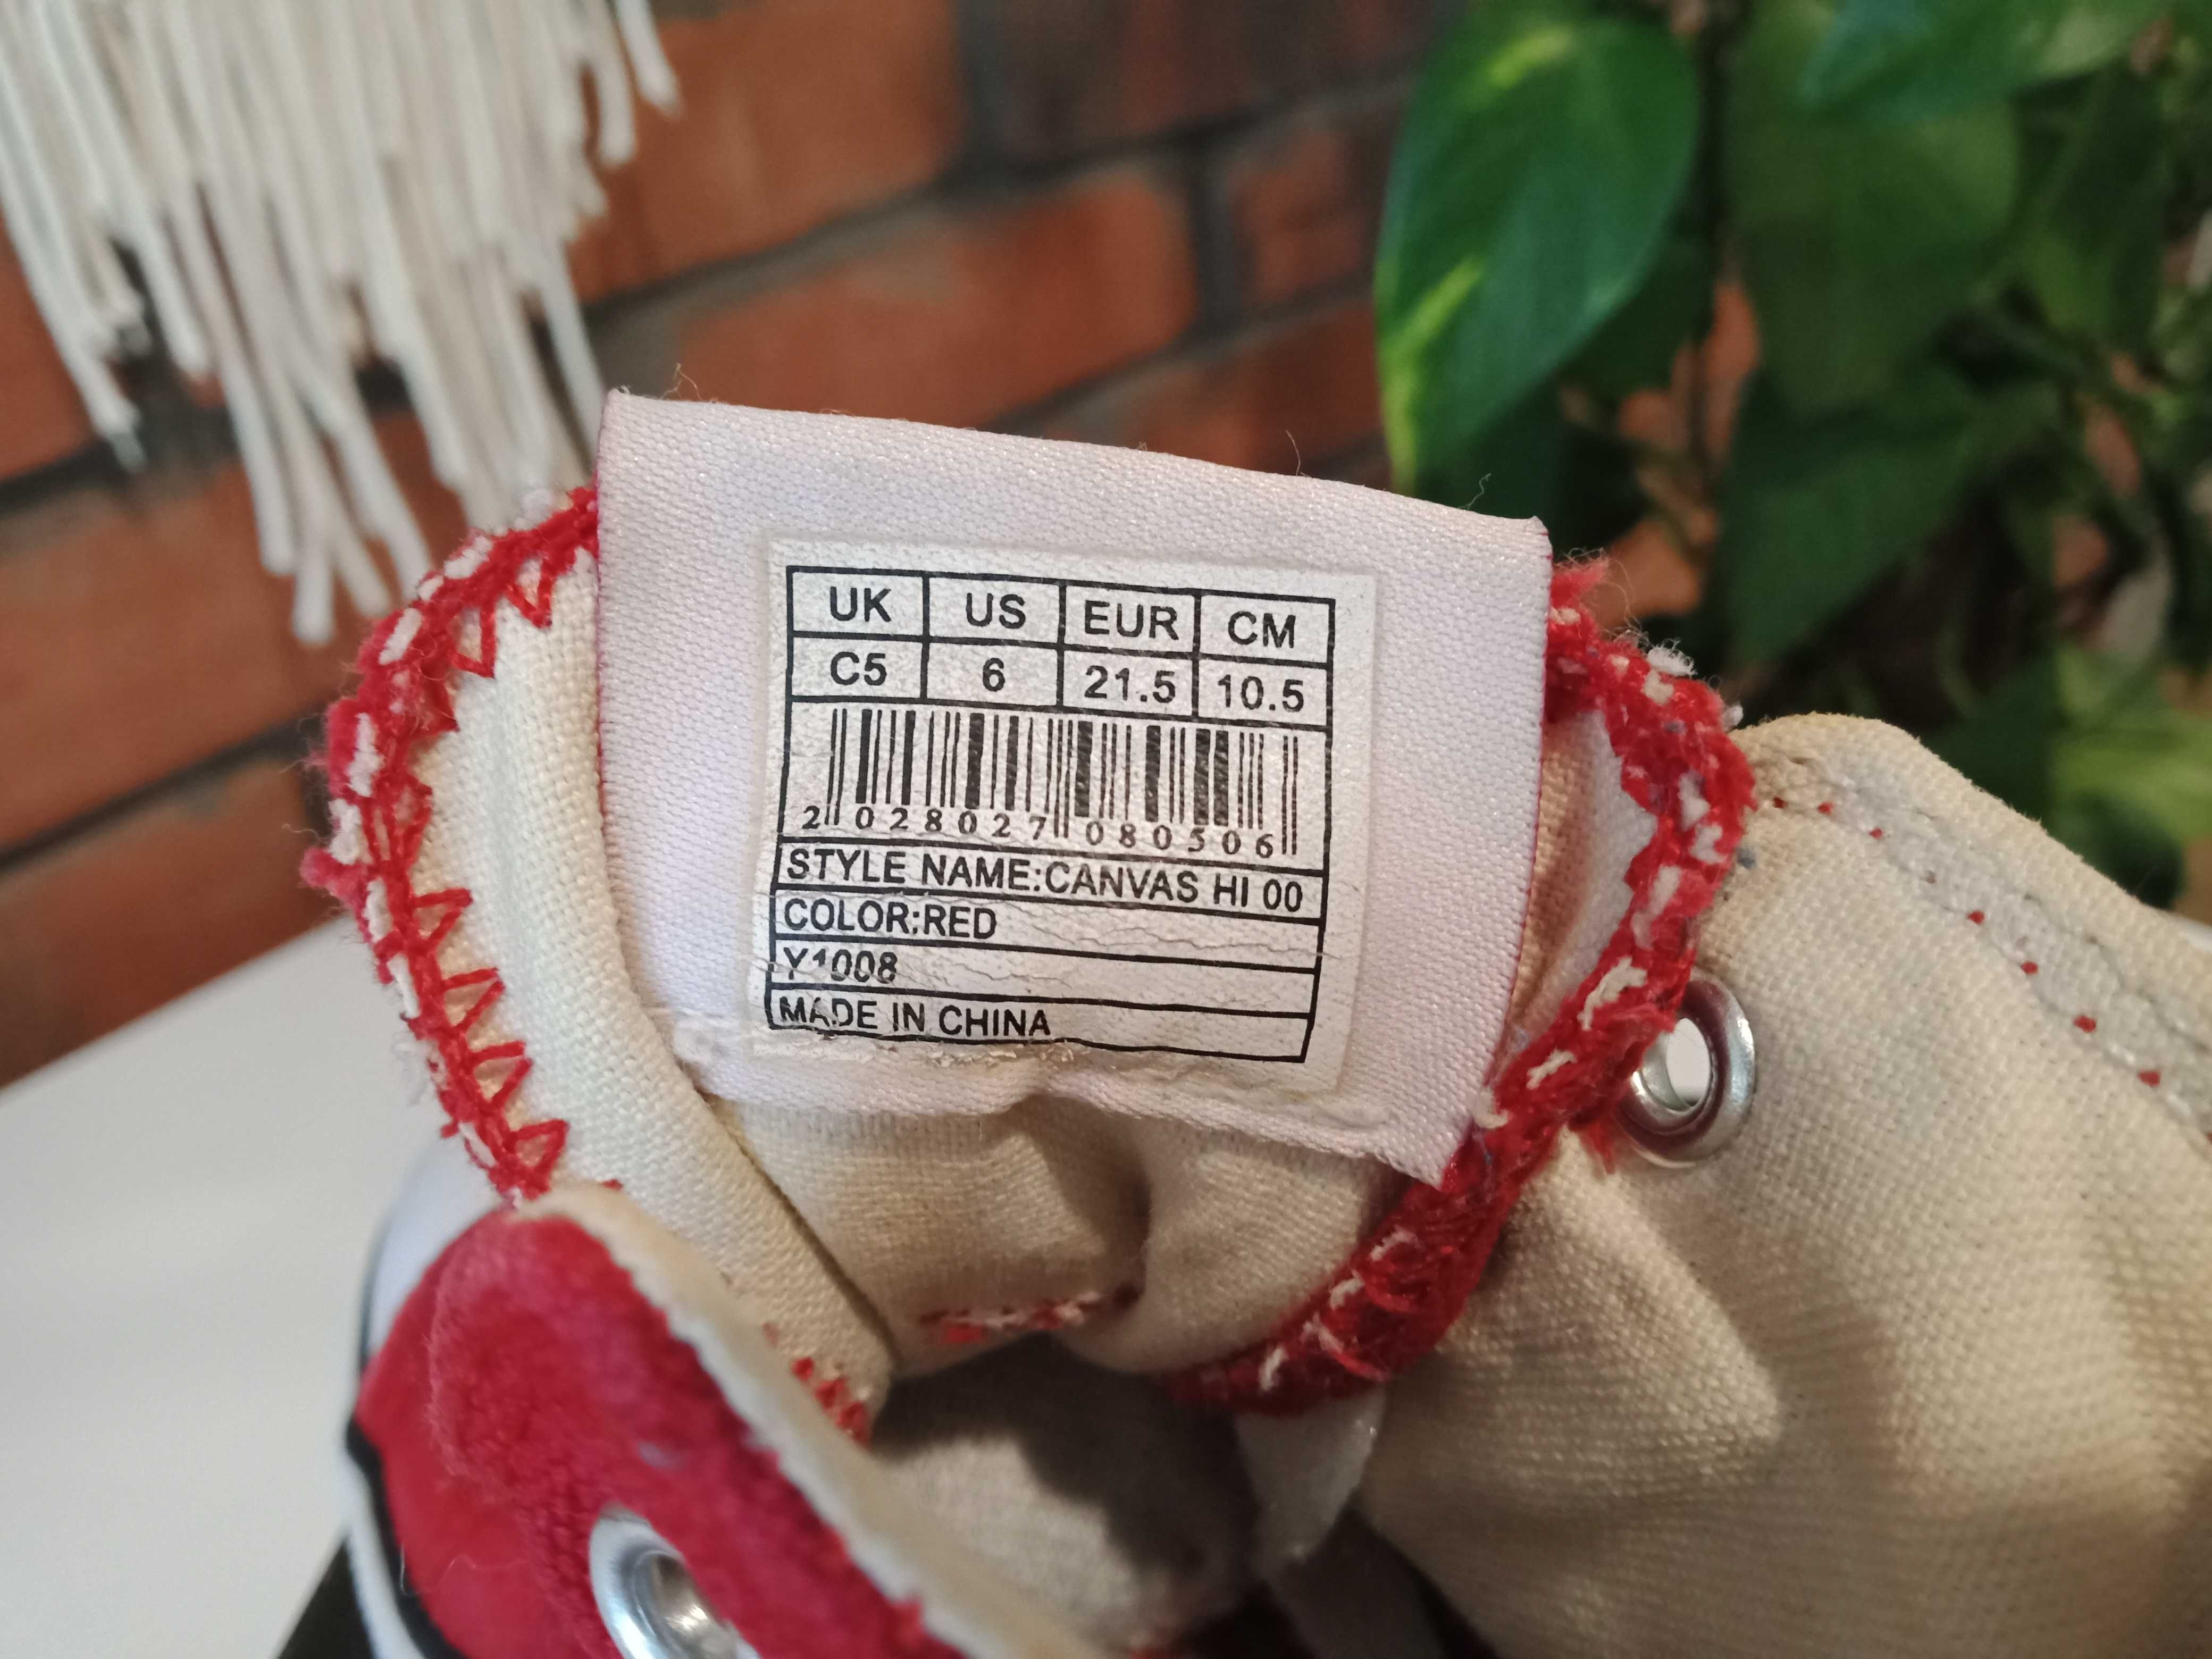 UK US EUR CM
C5 6 21.5 10.5
2 028027 080506
STYLE NAME:CANVAS HI 00
COLOR:RED
Y1008
MADE IN CHINA